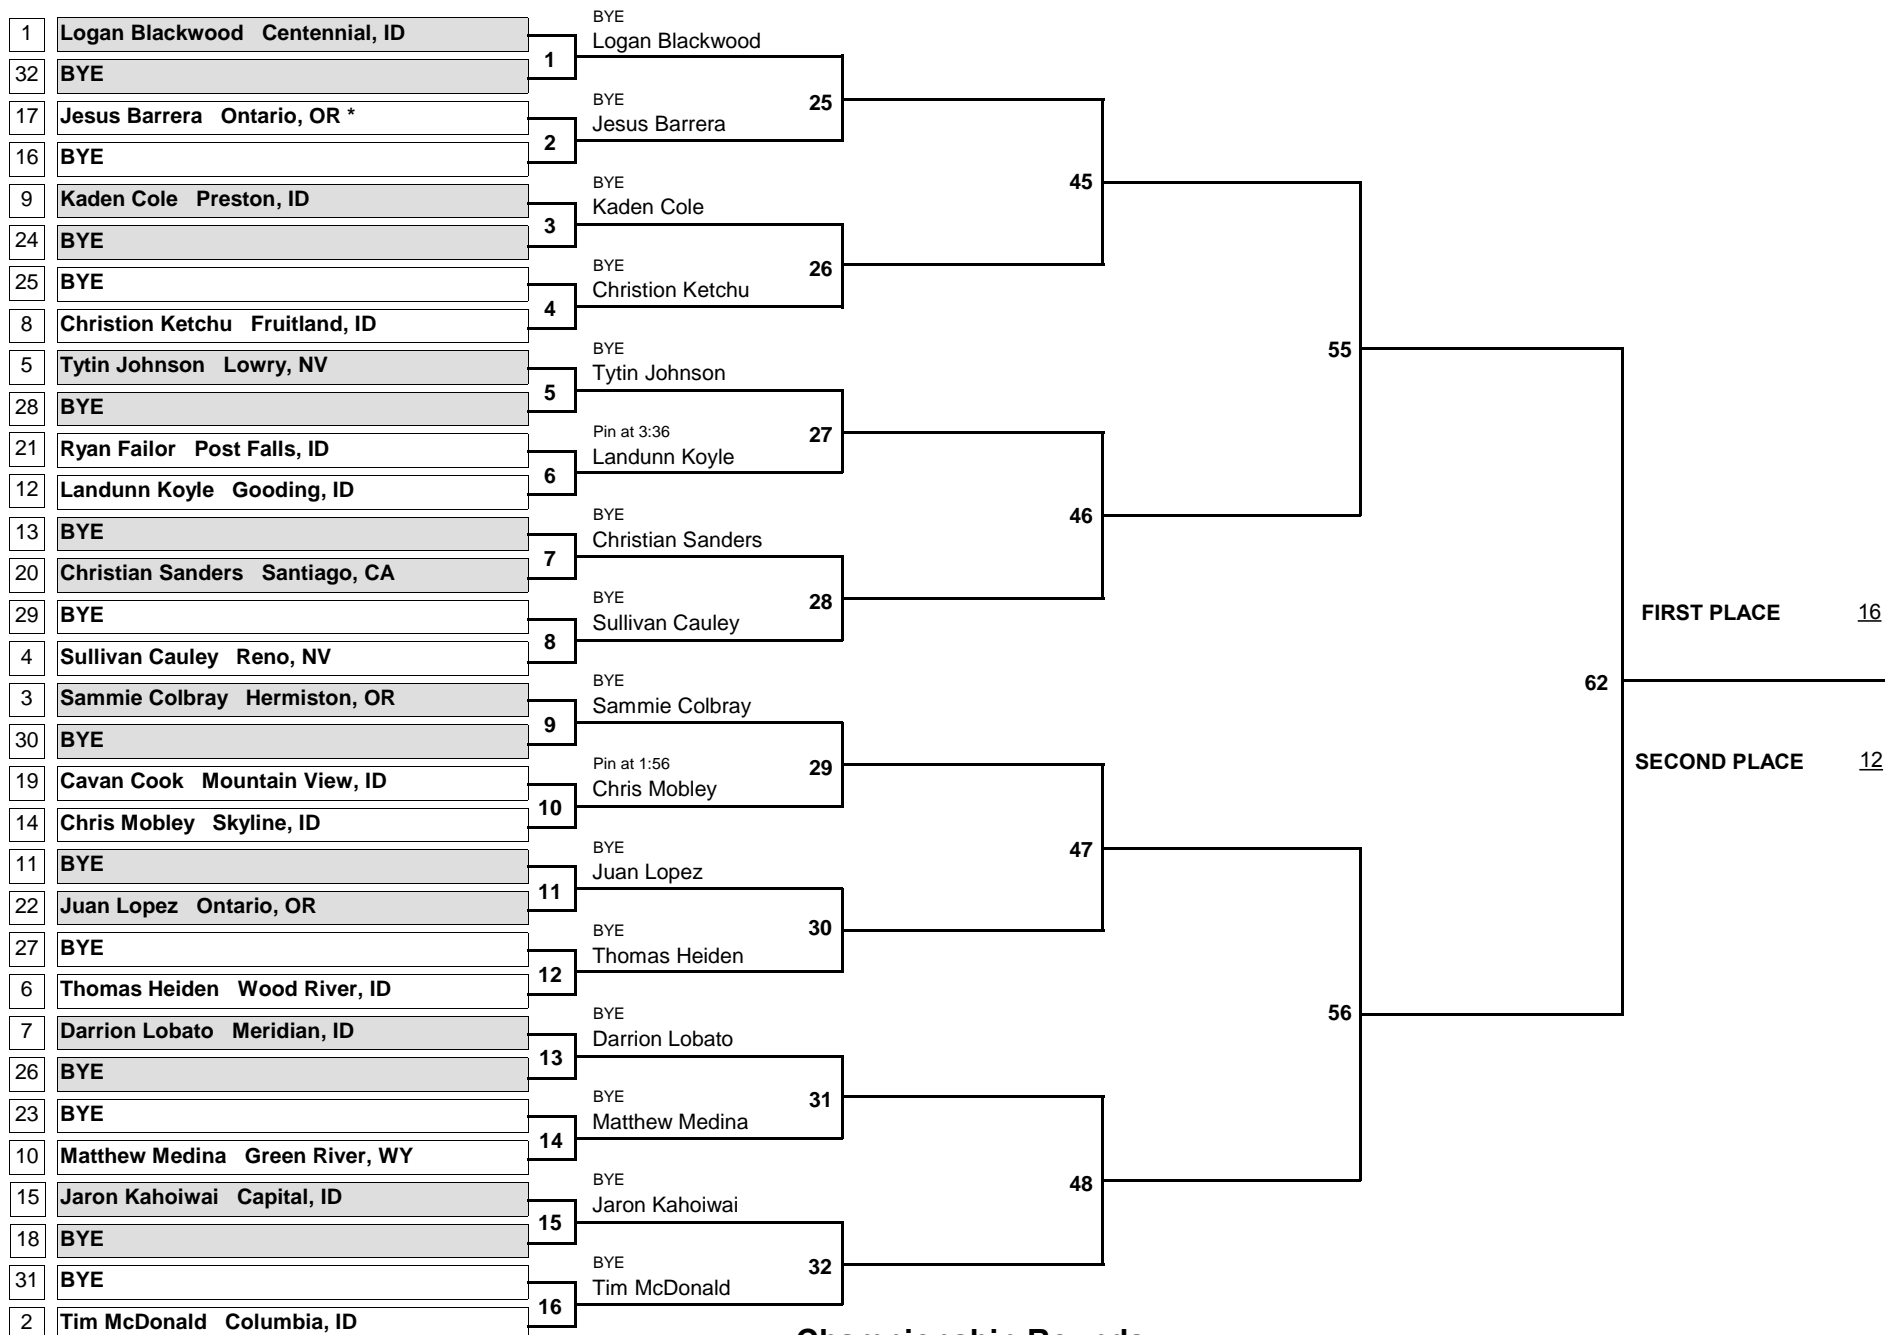 1 Logan Blackwood Centennial, ID
32 BYE
17 Jesus Barrera Ontario, OR *
16 BYE
9 Kaden Cole Preston, ID
24 BYE
25 BYE
8 Christion Ketchu Fruitland, ID
5 Tytin Johnson Lowry, NV
28 BYE
21 Ryan Failor Post Falls, ID
12 Landunn Koyle Gooding, ID
13 BYE
20 Christian Sanders Santiago, CA
29 BYE
4 Sullivan Cauley Reno, NV
3 Sammie Colbray Hermiston, OR
30 BYE
19 Cavan Cook Mountain View, ID
14 Chris Mobley Skyline, ID
11 BYE
22 Juan Lopez Ontario, OR
27 BYE
6 Thomas Heiden Wood River, ID
7 Darrion Lobato Meridian, ID
26 BYE
23 BYE
10 Matthew Medina Green River, WY
15 Jaron Kahoiwai Capital, ID
18 BYE
31 BYE
2 Tim McDonald Columbia, ID
1
2
3
4
5
6
7
8
9
10
11
12
13
14
15
16
BYE
Logan Blackwood
BYE
Jesus Barrera
BYE
Kaden Cole
BYE
Christion Ketchu
BYE
Tytin Johnson
Pin at 3:36
Landunn Koyle
BYE
Christian Sanders
BYE
Sullivan Cauley
BYE
Sammie Colbray
Pin at 1:56
Chris Mobley
BYE
Juan Lopez
BYE
Thomas Heiden
BYE
Darrion Lobato
BYE
Matthew Medina
BYE
Jaron Kahoiwai
BYE
Tim McDonald
25
26
27
28
29
30
31
32
45
46
47
48
55
56
62
FIRST PLACE 16
SECOND PLACE 12
Championship Rounds